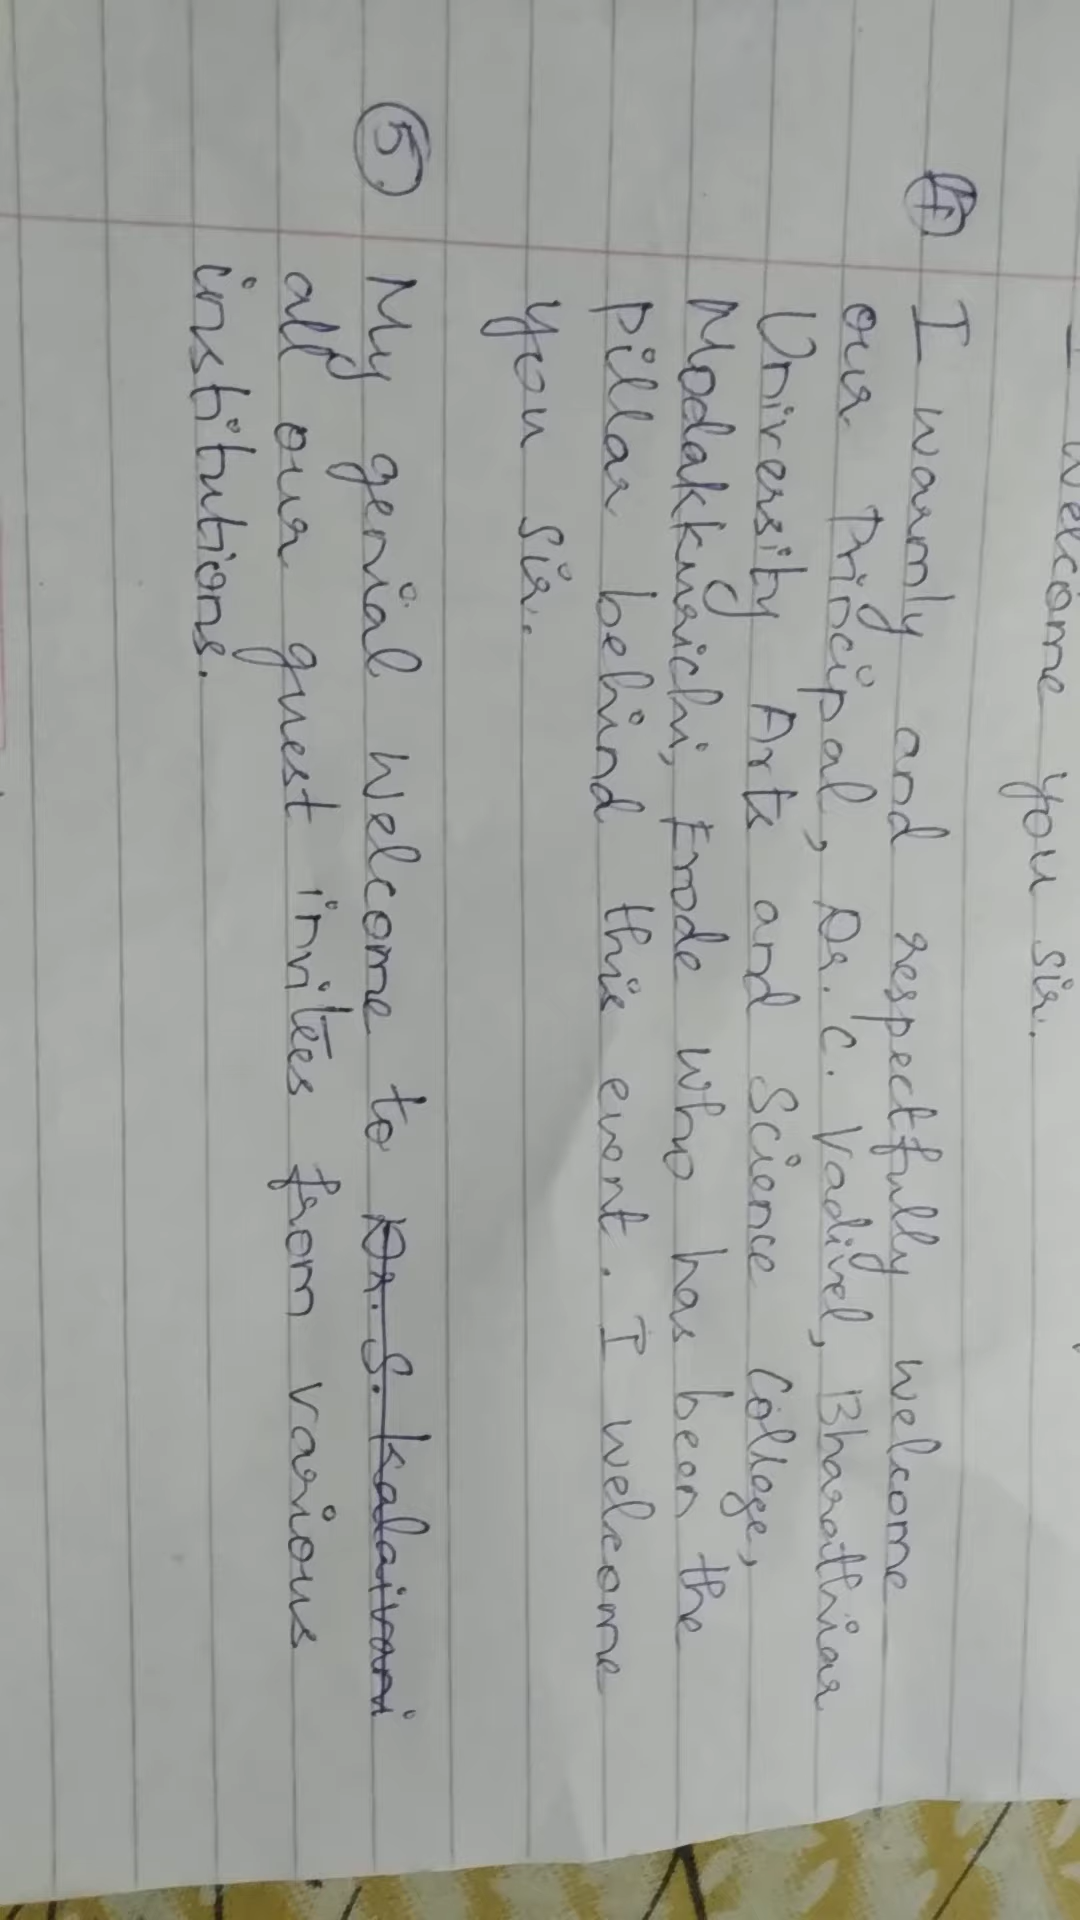 I welcome you sir.
④. I warmly and respectfully welcome
our Principal, Dr. C. Vadivel, Bharathiar
University Arts and Science College,
Modakkuruichi, Erode who has been the
pillar behind this event. I welcome
you sir.
⑤. My genial welcome to Dr. S. Kalaivani
all our guest invitees from various
institutions.